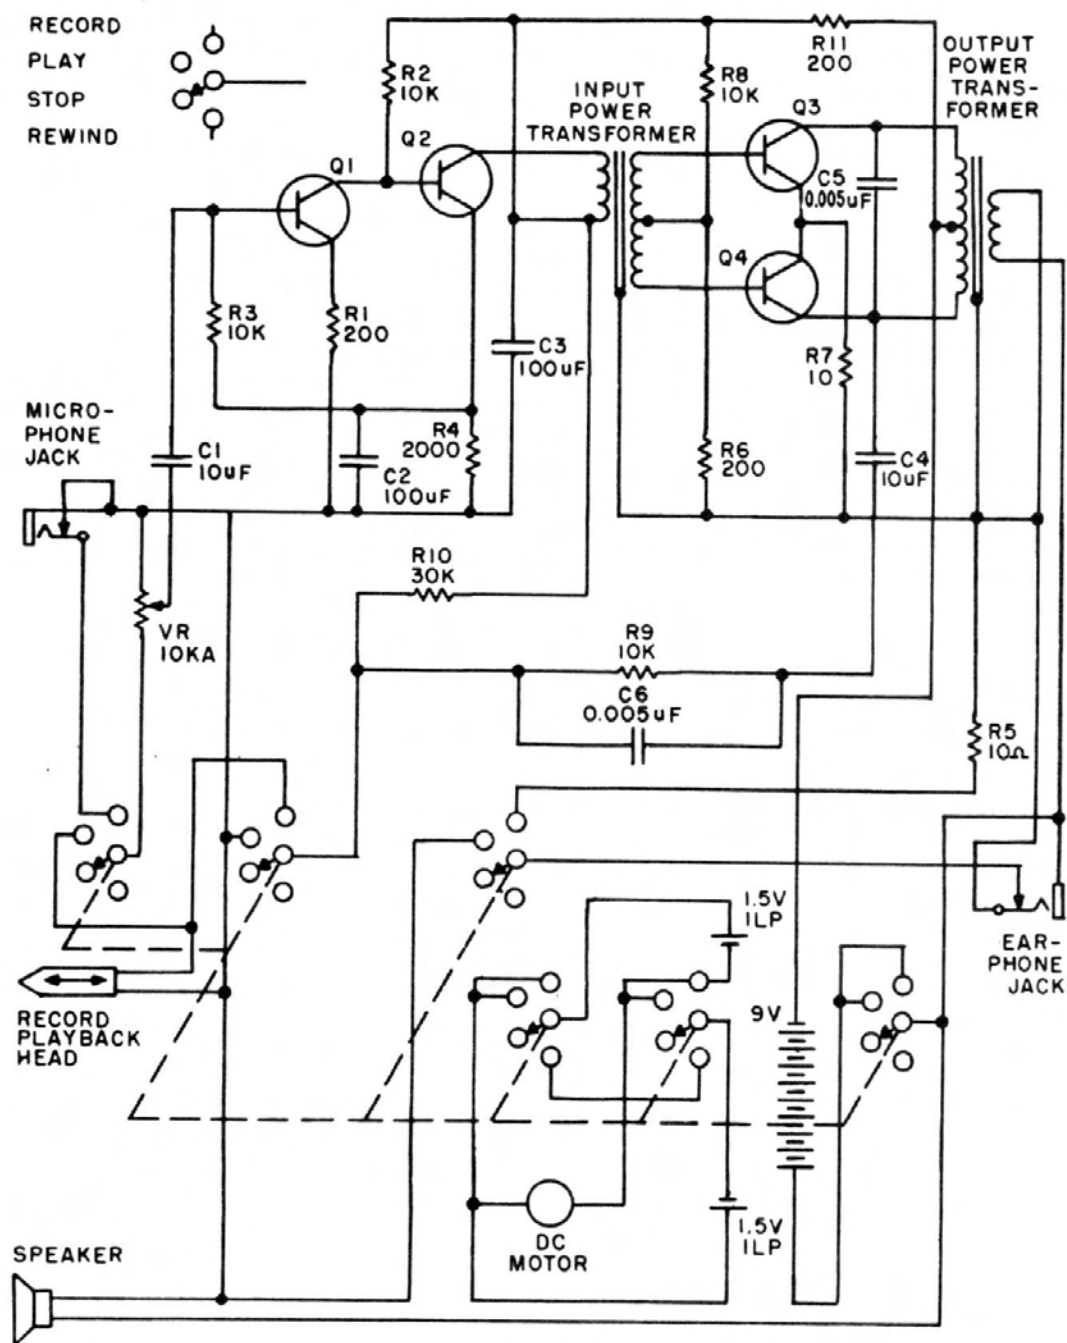 RECORD
PLAY
STOP
REWIND
R2
10K
Q1
Q2
INPUT
POWER
TRANSFORMER
R8
10K
R11
200
OUTPUT
POWER
TRANS-
FORMER
Q3
C5
0.005uF
Q4
R3
10K
R1
200
C3
100uF
R7
10
MICRO-
PHONE
JACK
C1
10uF
C2
100uF
R4
2000
R6
200
C4
10uF
R10
30K
VR
10KA
R9
10K
C6
0.005uF
R5
10Ω
1.5V
1LP
EAR-
PHONE
JACK
RECORD
PLAYBACK
HEAD
9V
DC
MOTOR
1.5V
1LP
SPEAKER